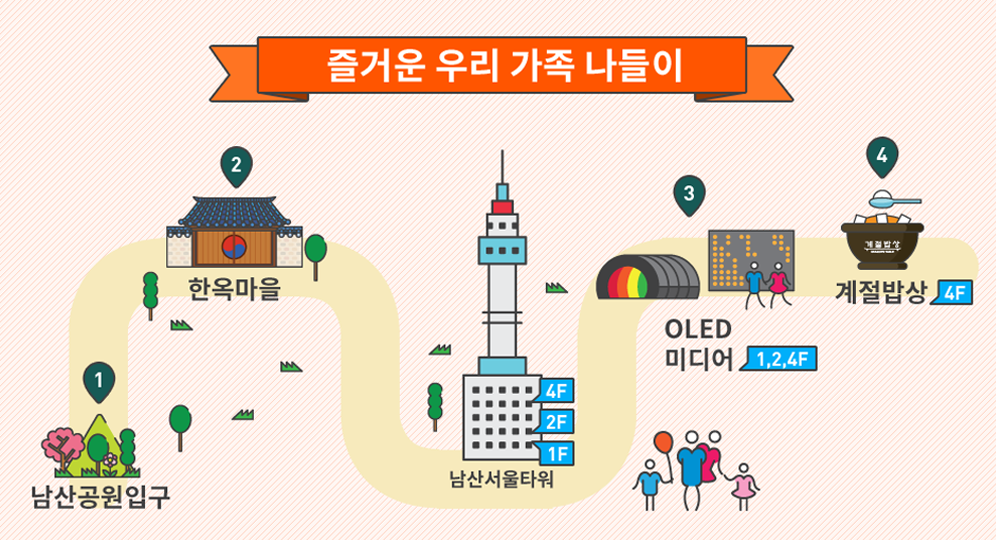 즐거운 우리 가족 나들이
1
남산공원입구
2
한옥마을
4F
2F
1F
남산서울타워
3
OLED
미디어 1,2,4F
4
계절밥상
계절밥상 4F